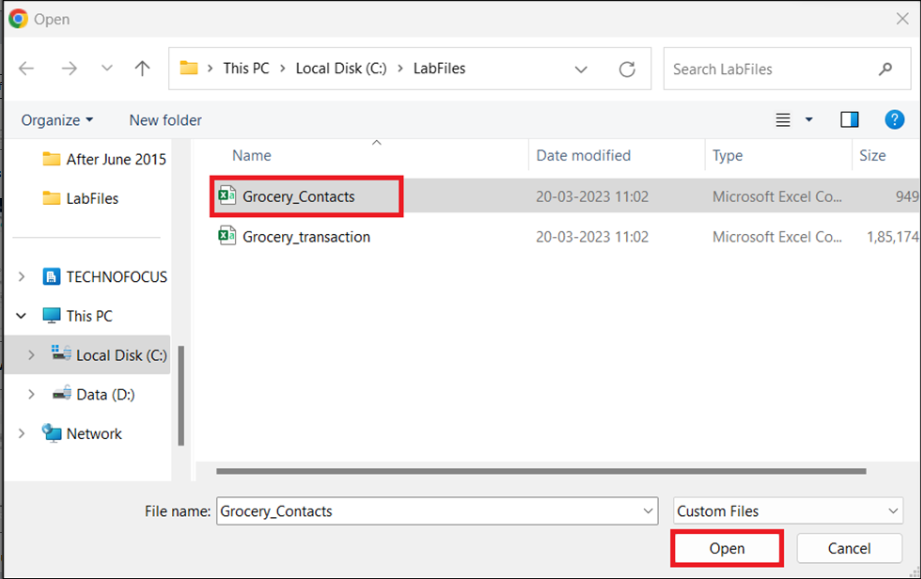 Open
This PC
Local Disk (C:)
LabFiles
Search LabFiles
Organize
New folder
Name
Date modified
Type
Size
After June 2015
LabFiles
TECHNOFOCUS
This PC
Local Disk (C:)
Data (D:)
Network
Grocery_Contacts
20-03-2023 11:02
Microsoft Excel Co...
949
Grocery_transaction
20-03-2023 11:02
Microsoft Excel Co...
1,85,174
File name:
Grocery_Contacts
Custom Files
Open
Cancel